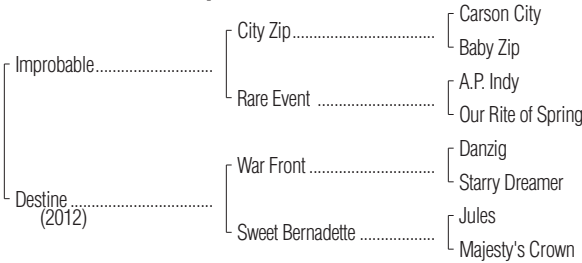 Carson City
City Zip
Baby Zip
Improbable
A.P. Indy
Rare Event
Our Rite of Spring
Danzig
War Front
Starry Dreamer
Destine
(2012)
Jules
Sweet Bernadette
Majesty's Crown